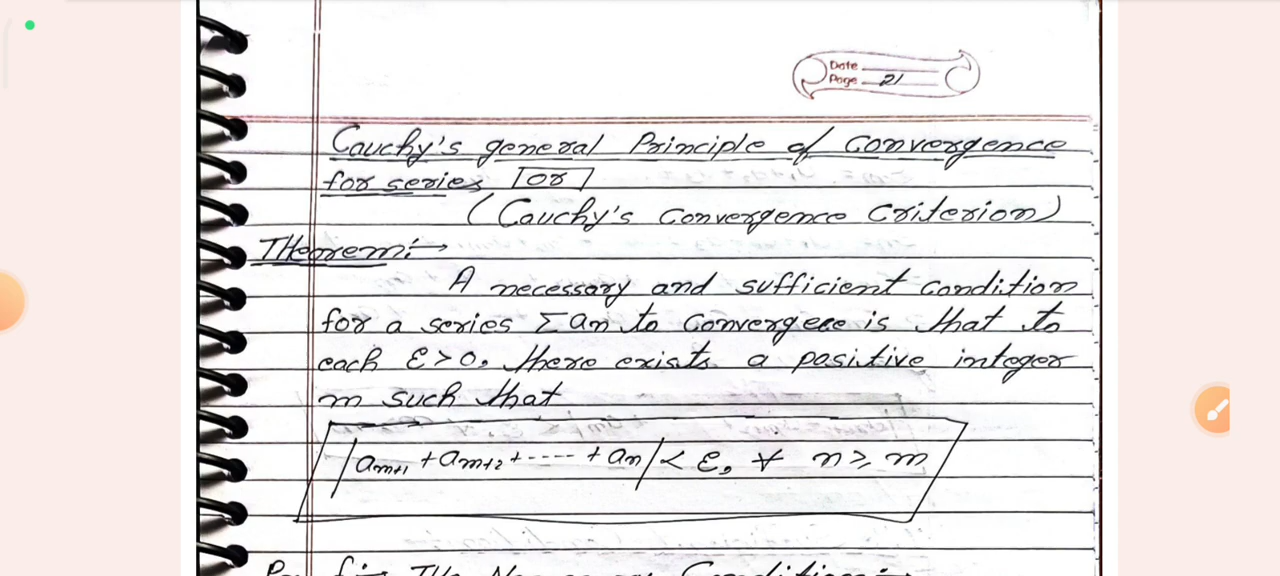 Date
Page 21
Cauchy's general Principle of Convergence
for series [or]
(Cauchy's Convergence Criterion)
THeorem:→
A necessary and sufficient condition
for a series Σan to Convergece is that to
each ε>0, there exists a positive integer
m such that
|am+1 + am+2 + ---- + an| < ε, ∀ n ≥ m